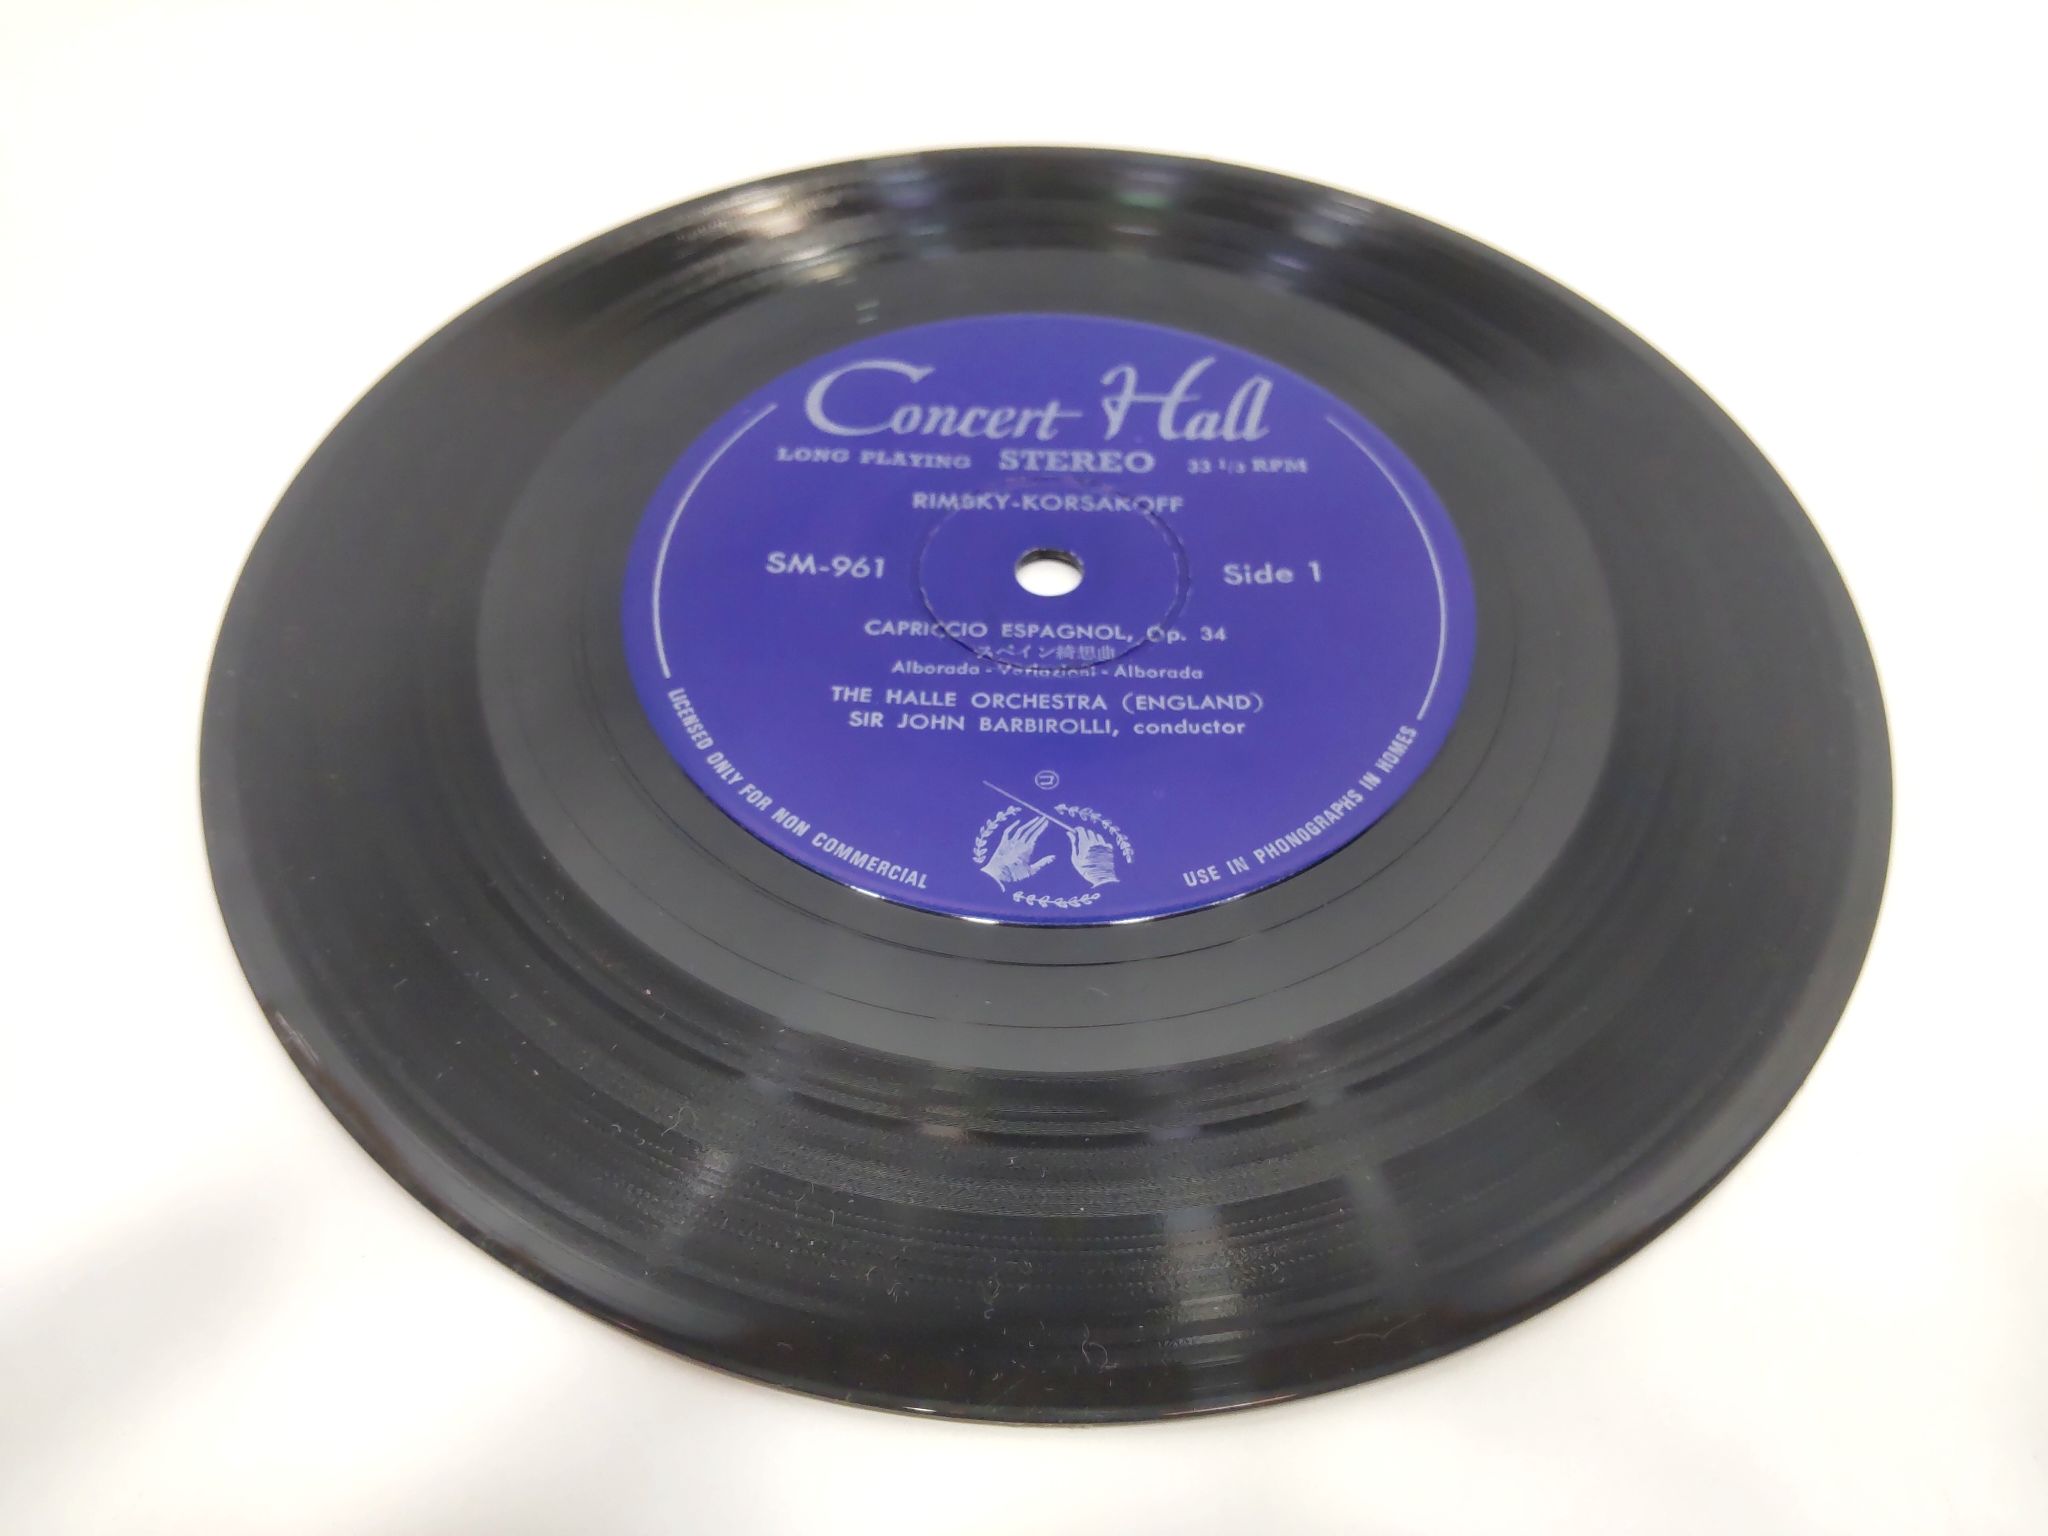 Concert Hall
LONG PLAYING STEREO 33 1/3 RPM
RIMSKY-KORSAKOFF
SM-961 Side 1
CAPRICCIO ESPAGNOL, Op. 34
スペイン綺想曲
Alborada - Variazioni - Alborada
THE HALLE ORCHESTRA (ENGLAND)
SIR JOHN BARBIROLLI, conductor
コ
LICENSED ONLY FOR NON COMMERCIAL USE IN PHONOGRAPHS IN HOMES